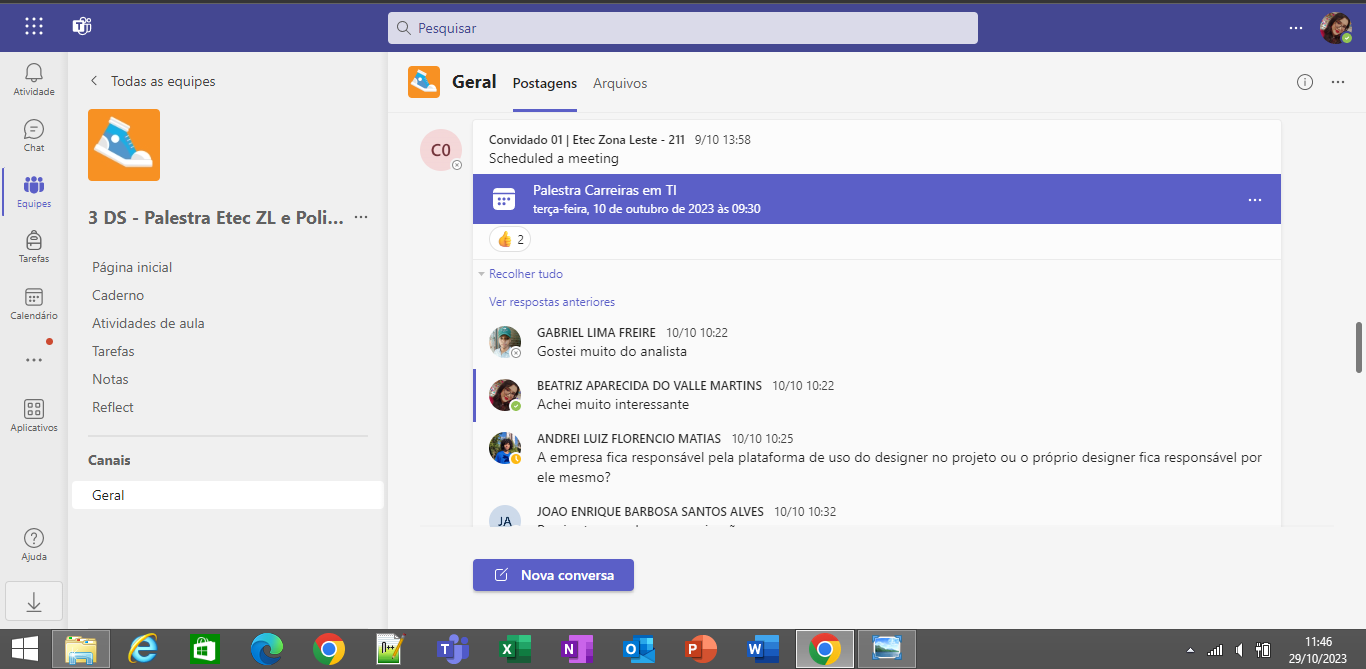 Pesquisar
Atividade
Chat
Equipes
Tarefas
Calendário
Aplicativos
Ajuda
Todas as equipes
3 DS - Palestra Etec ZL e Poli...
Página inicial
Caderno
Atividades de aula
Tarefas
Notas
Reflect
Canais
Geral
Geral Postagens Arquivos
C0
Convidado 01 | Etec Zona Leste - 211 9/10 13:58
Scheduled a meeting
Palestra Carreiras em TI
terça-feira, 10 de outubro de 2023 às 09:30
2
Recolher tudo
Ver respostas anteriores
GABRIEL LIMA FREIRE 10/10 10:22
Gostei muito do analista
BEATRIZ APARECIDA DO VALLE MARTINS 10/10 10:22
Achei muito interessante
ANDREI LUIZ FLORENCIO MATIAS 10/10 10:25
A empresa fica responsável pela plataforma de uso do designer no projeto ou o próprio designer fica responsável por
ele mesmo?
JA
JOAO ENRIQUE BARBOSA SANTOS ALVES 10/10 10:32
Nova conversa
11:46
29/10/2023